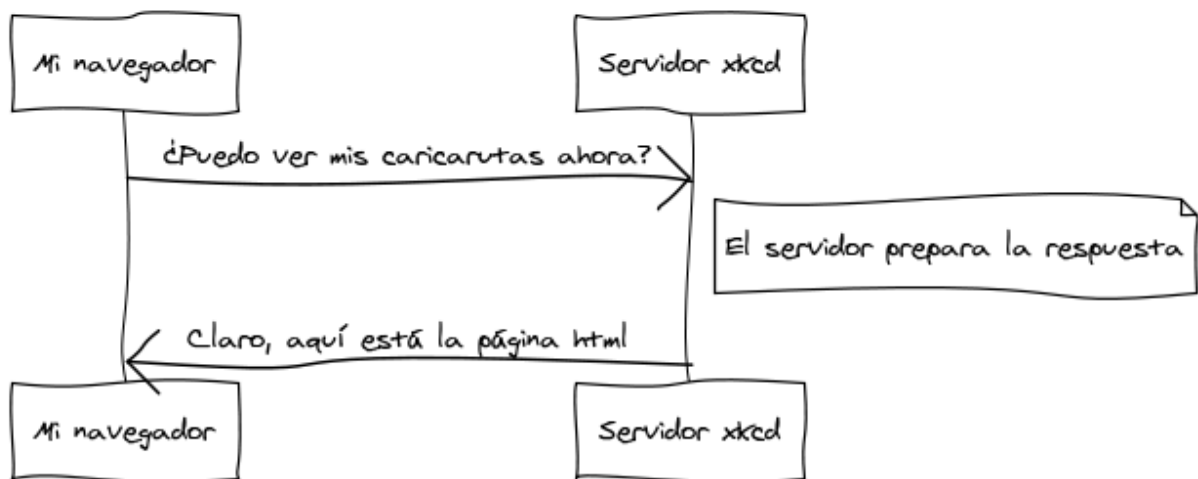 Mi navegador
Servidor xkcd
¿Puedo ver mis caricarutas ahora?
El servidor prepara la respuesta
Claro, aquí está la página html
Mi navegador
Servidor xkcd